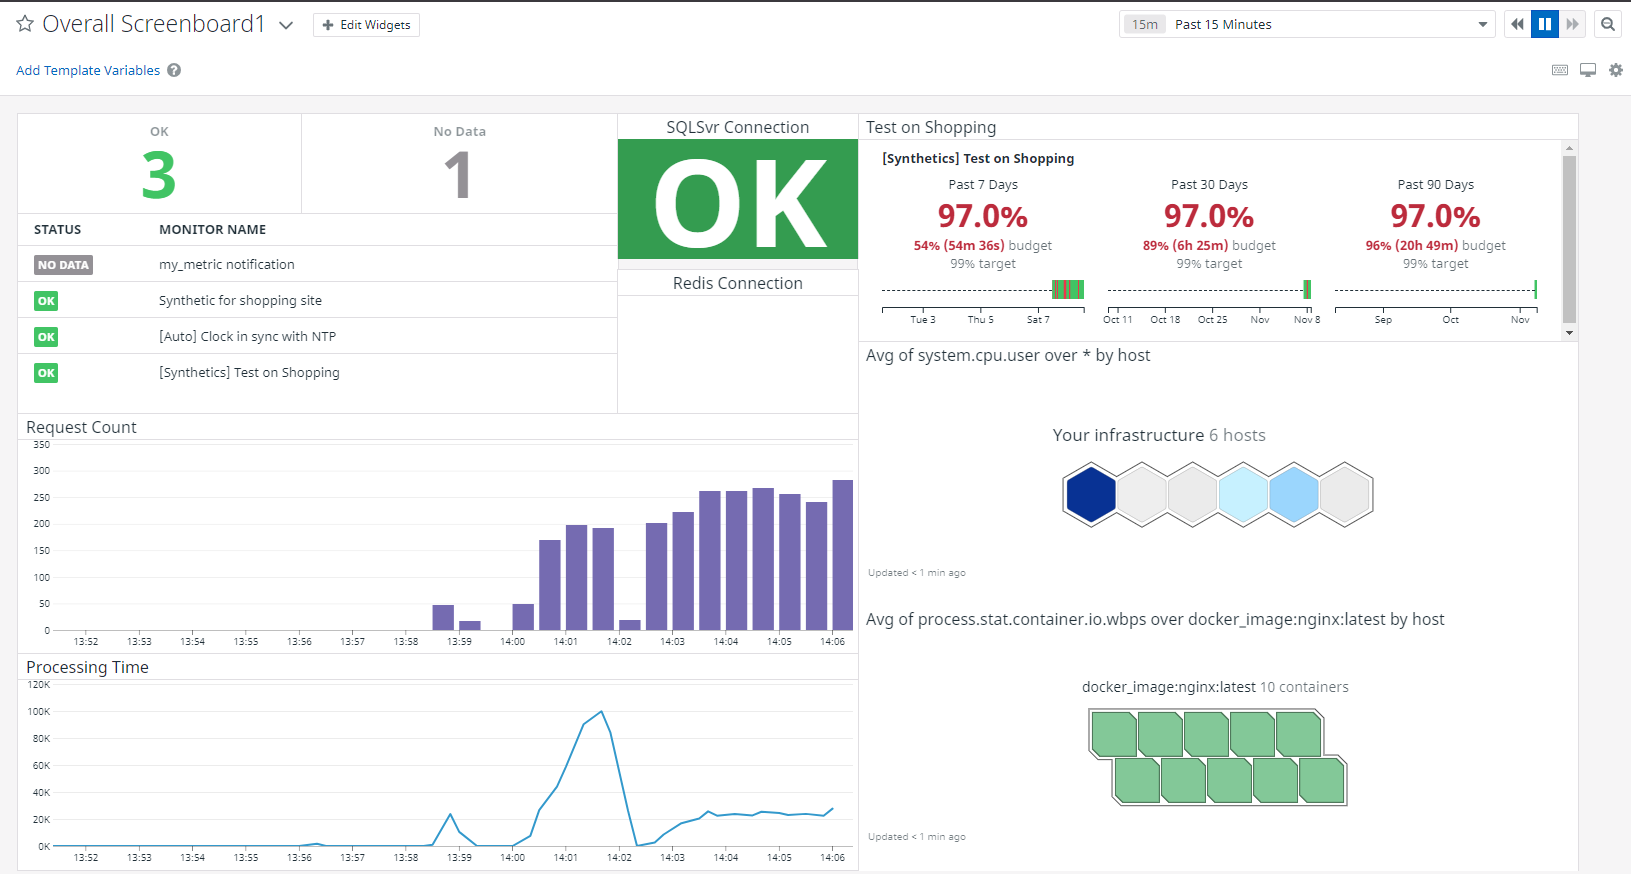 Overall Screenboard1
Edit Widgets
15m Past 15 Minutes
Add Template Variables ?
OK
3
No Data
1
STATUS MONITOR NAME
NO DATA my_metric notification
OK Synthetic for shopping site
OK [Auto] Clock in sync with NTP
OK [Synthetics] Test on Shopping
SQLSvr Connection
OK
Redis Connection
Test on Shopping
[Synthetics] Test on Shopping
Past 7 Days
97.0%
54% (54m 36s) budget
99% target
Tue 3 Thu 5 Sat 7
Past 30 Days
97.0%
89% (6h 25m) budget
99% target
Oct 11 Oct 18 Oct 25 Nov Nov 8
Past 90 Days
97.0%
96% (20h 49m) budget
99% target
Sep Oct Nov
Request Count
350
300
250
200
150
100
50
0
13:52 13:53 13:54 13:55 13:56 13:57 13:58 13:59 14:00 14:01 14:02 14:03 14:04 14:05 14:06
Processing Time
120K
100K
80K
60K
40K
20K
0K
13:52 13:53 13:54 13:55 13:56 13:57 13:58 13:59 14:00 14:01 14:02 14:03 14:04 14:05 14:06
Avg of system.cpu.user over * by host
Your infrastructure 6 hosts
Updated < 1 min ago
Avg of process.stat.container.io.wbps over docker_image:nginx:latest by host
docker_image:nginx:latest 10 containers
Updated < 1 min ago